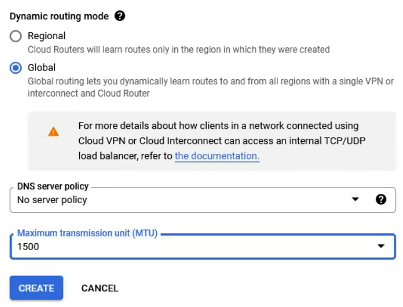 Dynamic routing mode
Regional
Cloud Routers will learn routes only in the region in which they were created
Global
Global routing lets you dynamically learn routes to and from all regions with a single VPN or
interconnect and Cloud Router
For more details about how clients in a network connected using
Cloud VPN or Cloud Interconnect can access an internal TCP/UDP
load balancer, refer to the documentation.
DNS server policy
No server policy
Maximum transmission unit (MTU)
1500
CREATE CANCEL